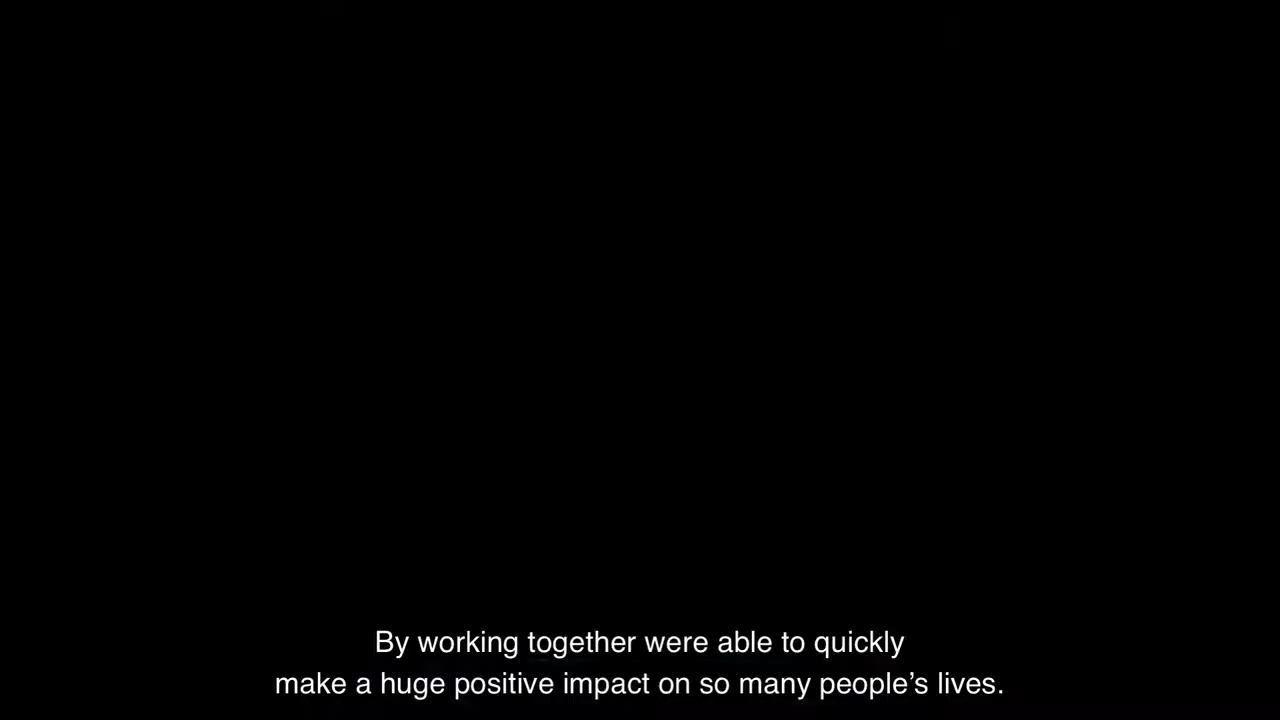 By working together were able to quickly
make a huge positive impact on so many people’s lives.